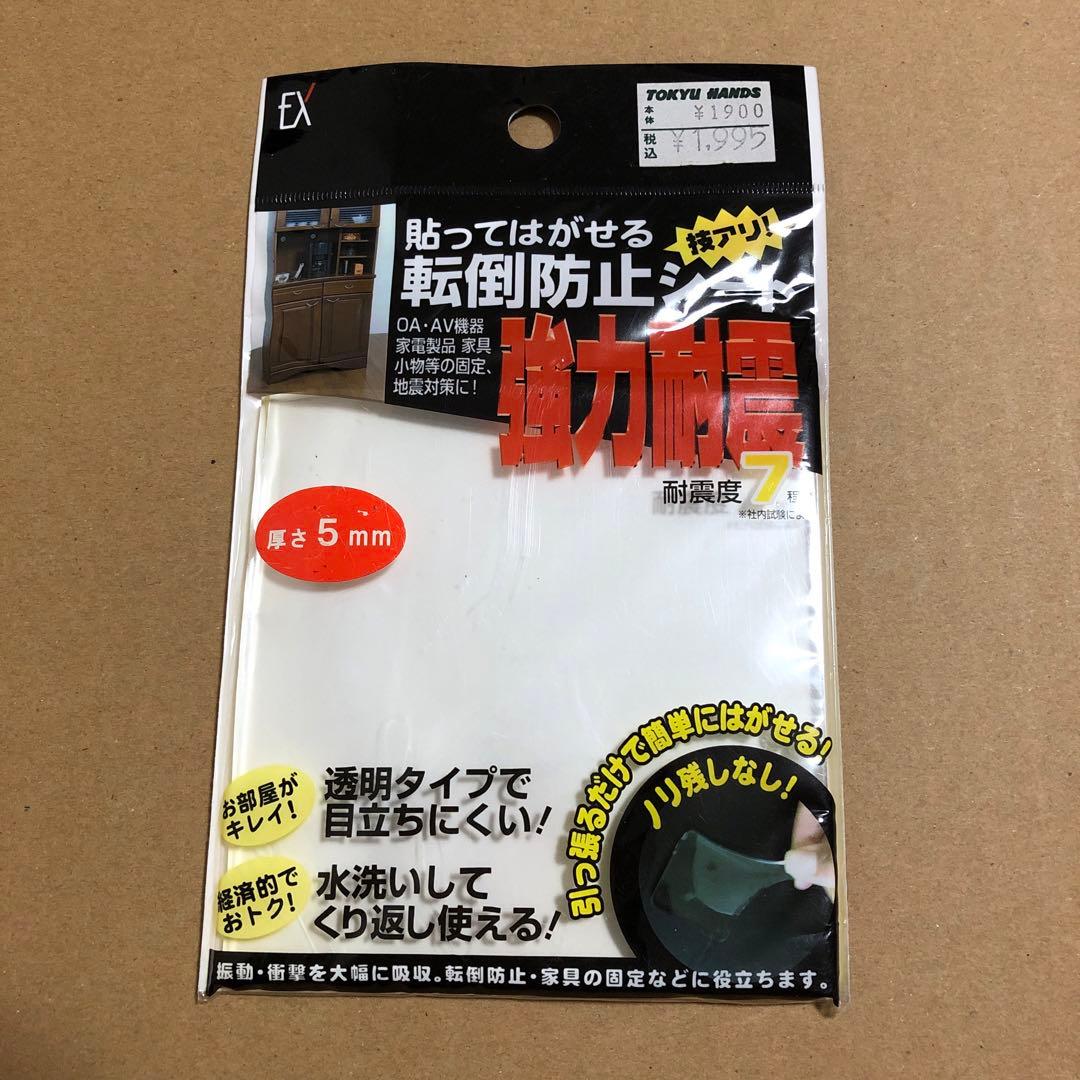 EX
TOKYU HANDS
本体 ¥1900
税込 ¥1,995
貼ってはがせる
技アリ!
転倒防止シート
OA・AV機器
家電製品 家具
小物等の固定、
地震対策に!
強力耐震
耐震度7程
※社内試験によ
厚さ5mm
お部屋が
キレイ!
透明タイプで
目立ちにくい!
経済的で
おトク!
水洗いして
くり返し使える!
引っ張るだけで簡単にはがせる!
ノリ残しなし!
振動・衝撃を大幅に吸収。転倒防止・家具の固定などに役立ちます。